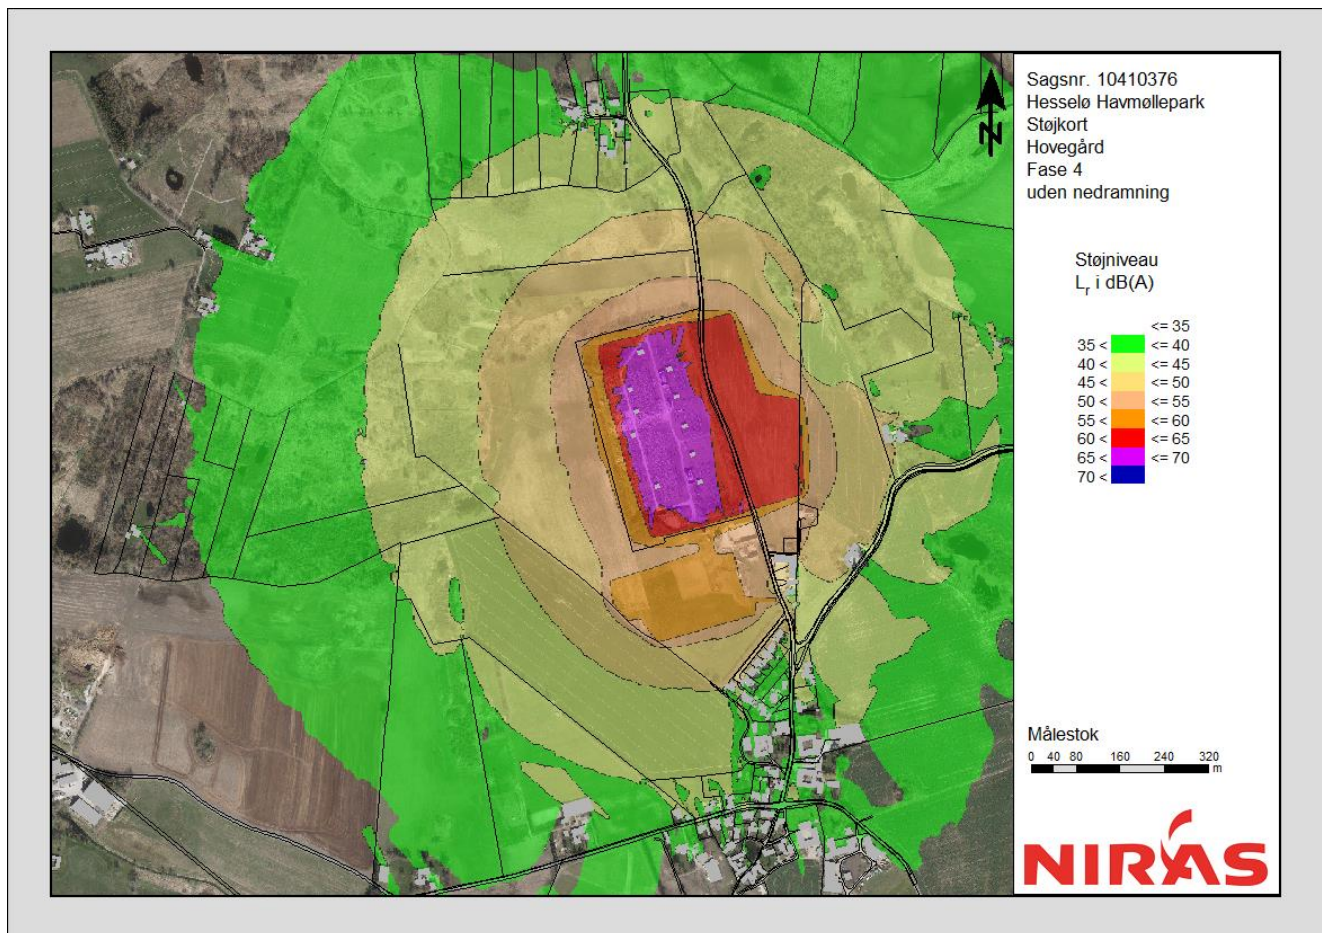 N
Sagsnr. 10410376
Hesselø Havmøllepark
Støjkort
Hovegård
Fase 4
uden nedramning
Støjniveau
Lr i dB(A)
<= 35
35 < <= 40
40 < <= 45
45 < <= 50
50 < <= 55
55 < <= 60
60 < <= 65
65 < <= 70
70 <
Målestok
0 40 80 160 240 320
m
NIRAS